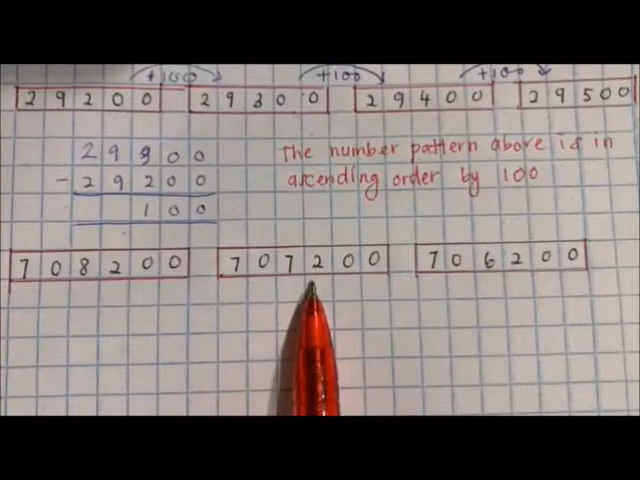 +100 +100 +100
29200 29300 29400 29500
29300
- 29200
100
The number pattern above is in
ascending order by 100
708200 707200 706200